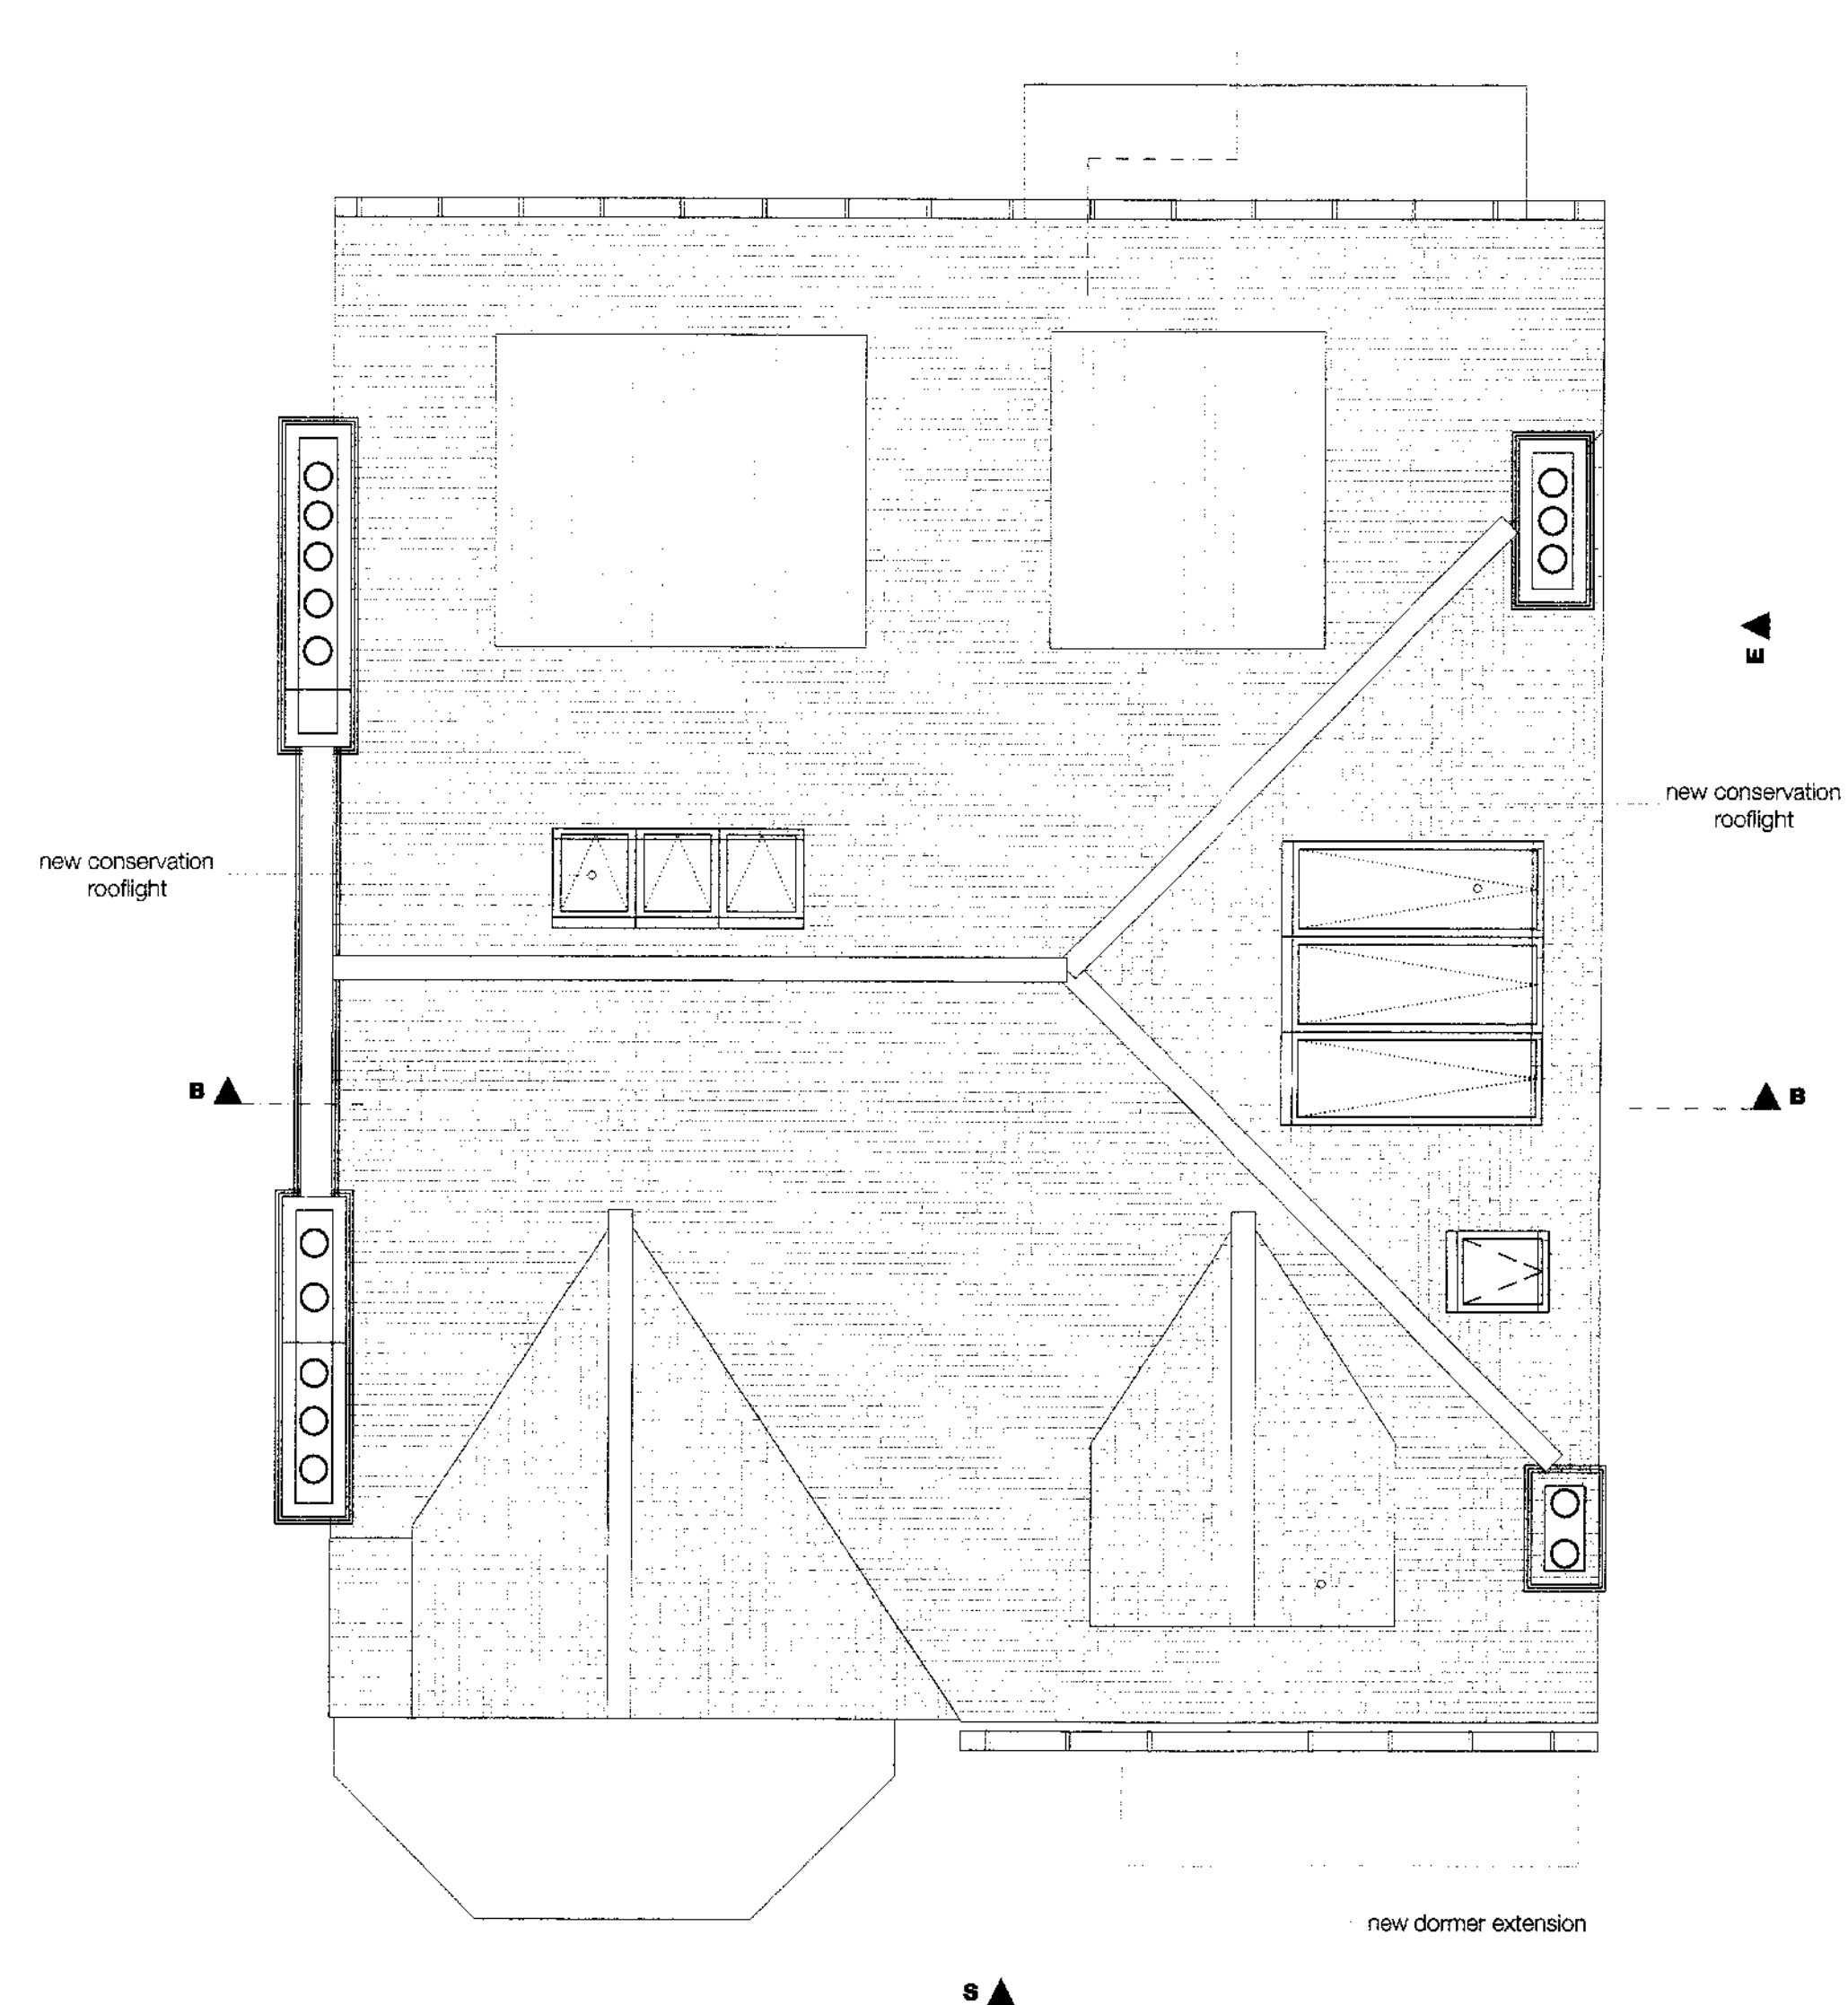 E
new conservation
rooflight
new conservation
rooflight
B
B
new dormer extension
S